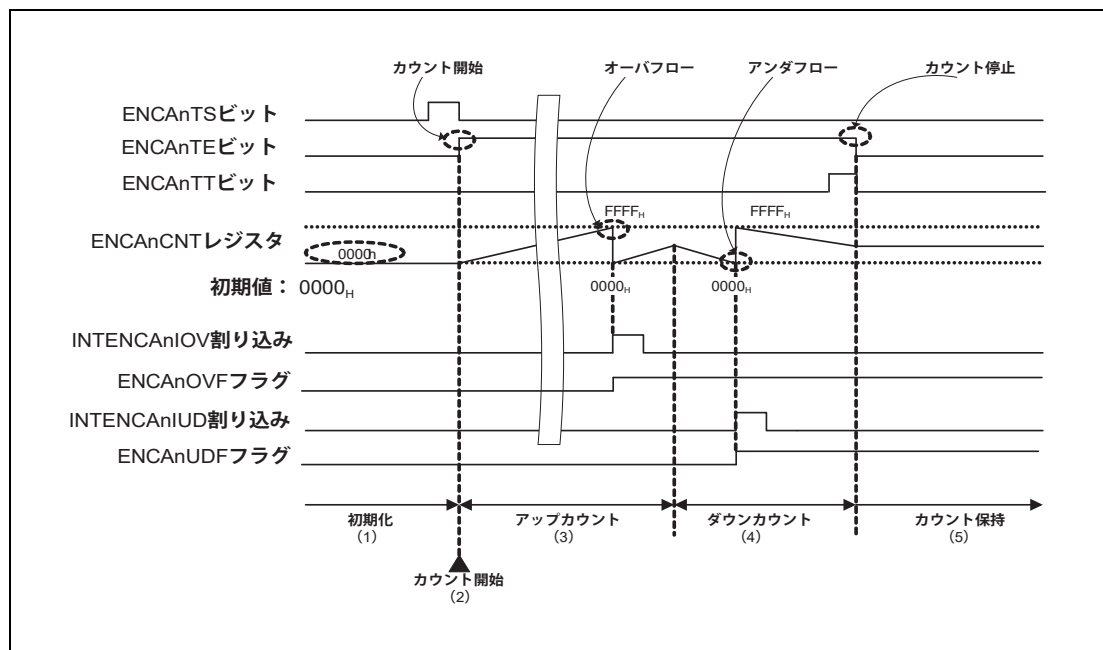 カウント開始 オーバフロー アンダフロー カウント停止
ENCAnTSビット
ENCAnTEビット
ENCAnTTビット
FFFFH FFFFH
ENCAnCNTレジスタ
0000h
初期値： 0000H 0000H 0000H
INTENCAnIOV割り込み
ENCAnOVFフラグ
INTENCAnIUD割り込み
ENCAnUDFフラグ
初期化 アップカウント ダウンカウント カウント保持
（1） （3） （4） （5）
カウント開始
（2）